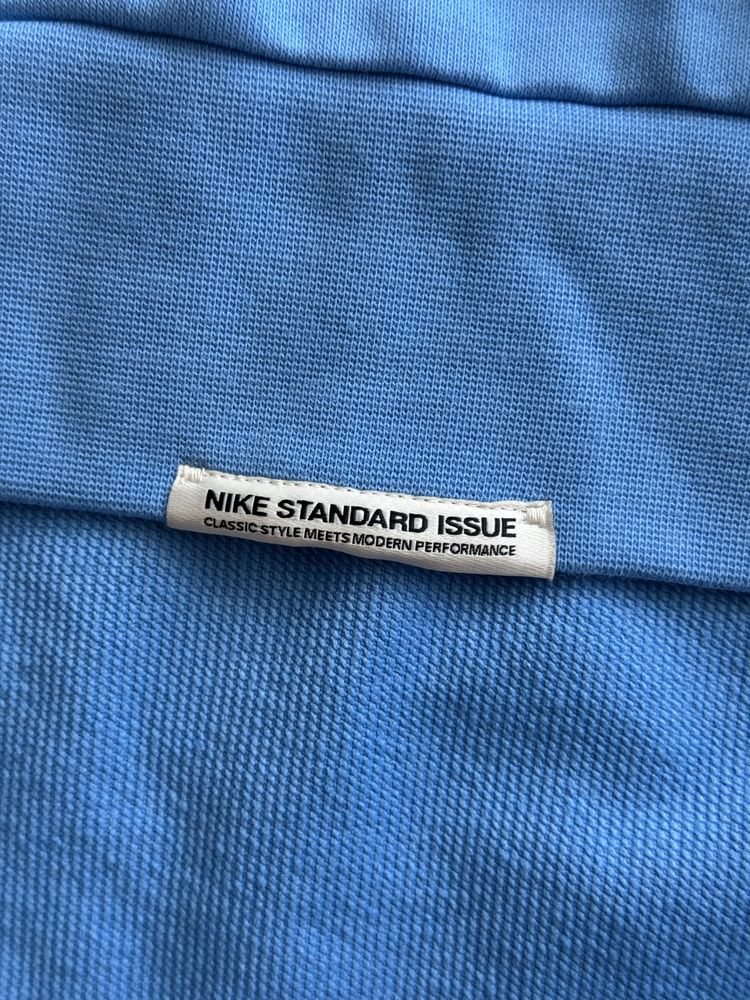 NIKE STANDARD ISSUE
CLASSIC STYLE MEETS MODERN PERFORMANCE